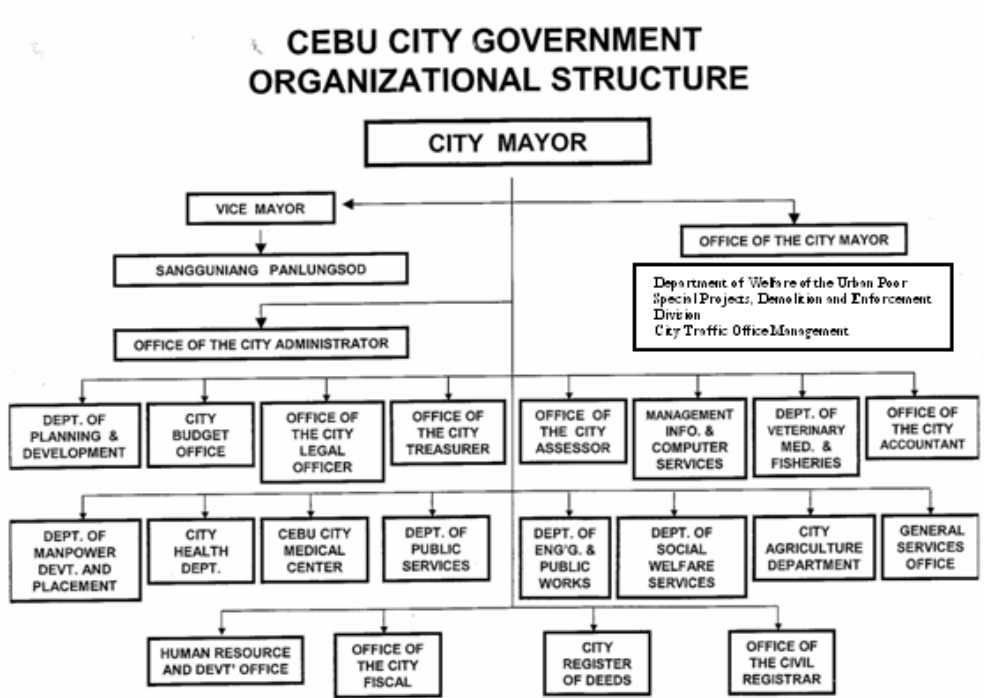 CEBU CITY GOVERNMENT
ORGANIZATIONAL STRUCTURE
CITY MAYOR
VICE MAYOR
OFFICE OF THE CITY MAYOR
SANGGUNIANG PANLUNGSOD
Department of Welfare of the Urban Poor
Special Projects, Demolition and Enforcement
Division
City Traffic Office Management
OFFICE OF THE CITY ADMINISTRATOR
DEPT. OF
PLANNING &
DEVELOPMENT
CITY
BUDGET
OFFICE
OFFICE OF
THE CITY
LEGAL
OFFICER
OFFICE OF
THE CITY
TREASURER
OFFICE OF
THE CITY
ASSESSOR
MANAGEMENT
INFO. &
COMPUTER
SERVICES
DEPT. OF
VETERINARY
MED. &
FISHERIES
OFFICE OF
THE CITY
ACCOUNTANT
DEPT. OF
MANPOWER
DEVT. AND
PLACEMENT
CITY
HEALTH
DEPT.
CEBU CITY
MEDICAL
CENTER
DEPT. OF
PUBLIC
SERVICES
DEPT. OF
ENG'G. &
PUBLIC
WORKS
DEPT. OF
SOCIAL
WELFARE
SERVICES
CITY
AGRICULTURE
DEPARTMENT
GENERAL
SERVICES
OFFICE
HUMAN RESOURCE
AND DEVT' OFFICE
OFFICE OF
THE CITY
FISCAL
CITY
REGISTER
OF DEEDS
OFFICE OF
THE CIVIL
REGISTRAR